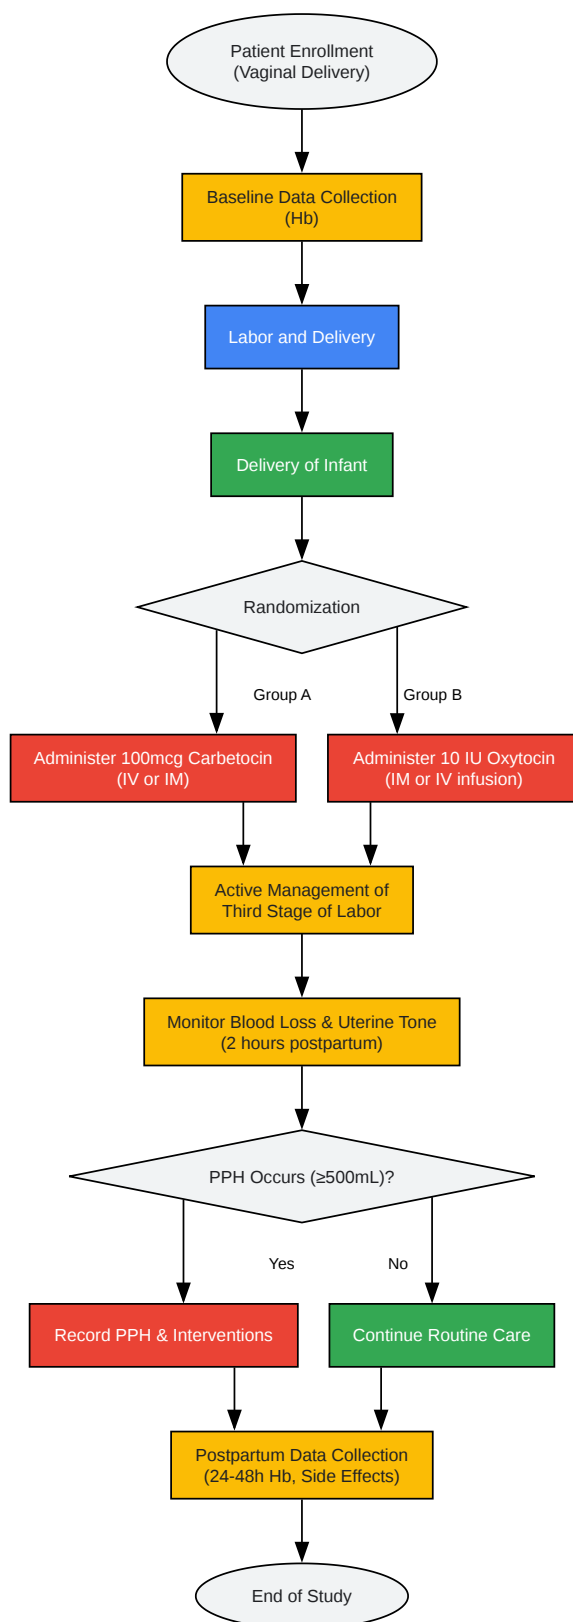 Patient Enrollment
(Vaginal Delivery)
Baseline Data Collection
(Hb)
Labor and Delivery
Delivery of Infant
Randomization
Group A
Group B
Administer 100mcg Carbetocin
(IV or IM)
Administer 10 IU Oxytocin
(IM or IV infusion)
Active Management of
Third Stage of Labor
Monitor Blood Loss & Uterine Tone
(2 hours postpartum)
PPH Occurs (≥500mL)?
Yes
No
Record PPH & Interventions
Continue Routine Care
Postpartum Data Collection
(24-48h Hb, Side Effects)
End of Study